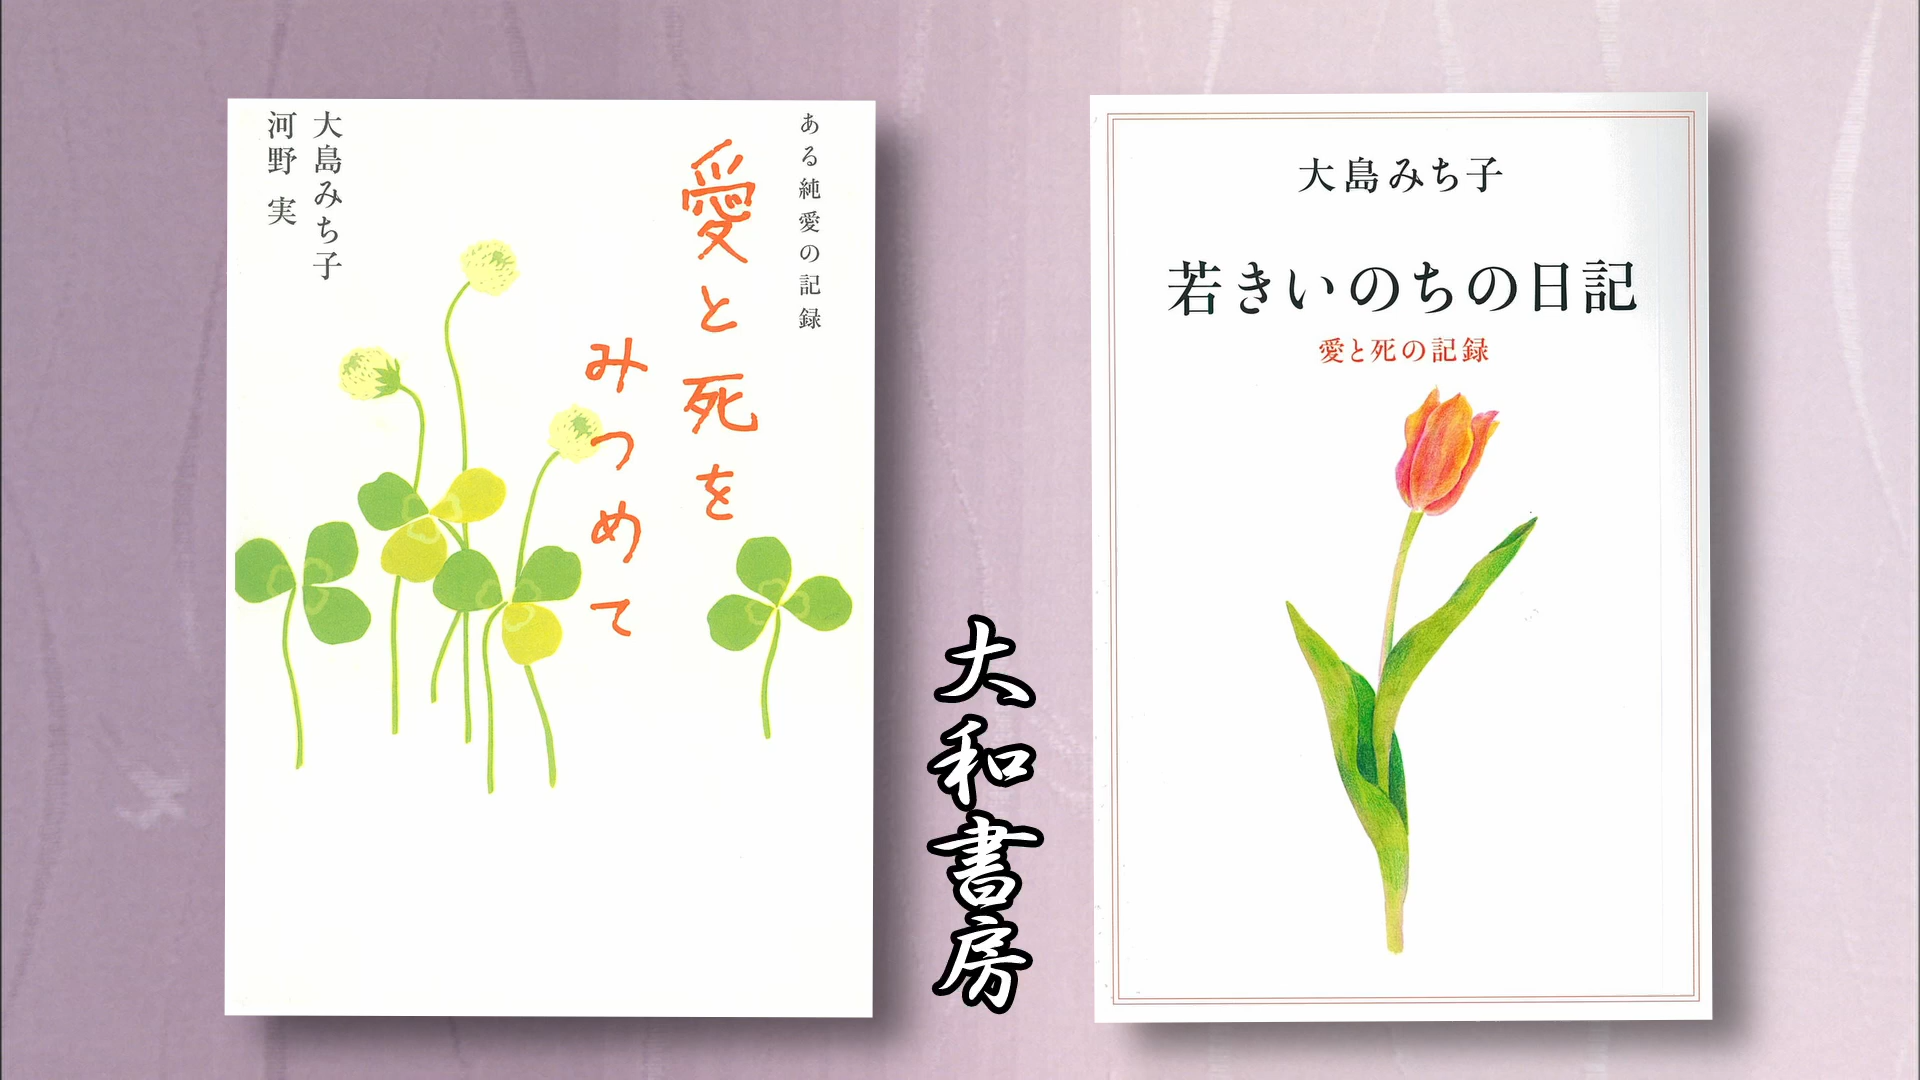 ある純愛の記録
愛と死を
みつめて
大島みち子
河野 実
大和書房
大島みち子
若きいのちの日記
愛と死の記録